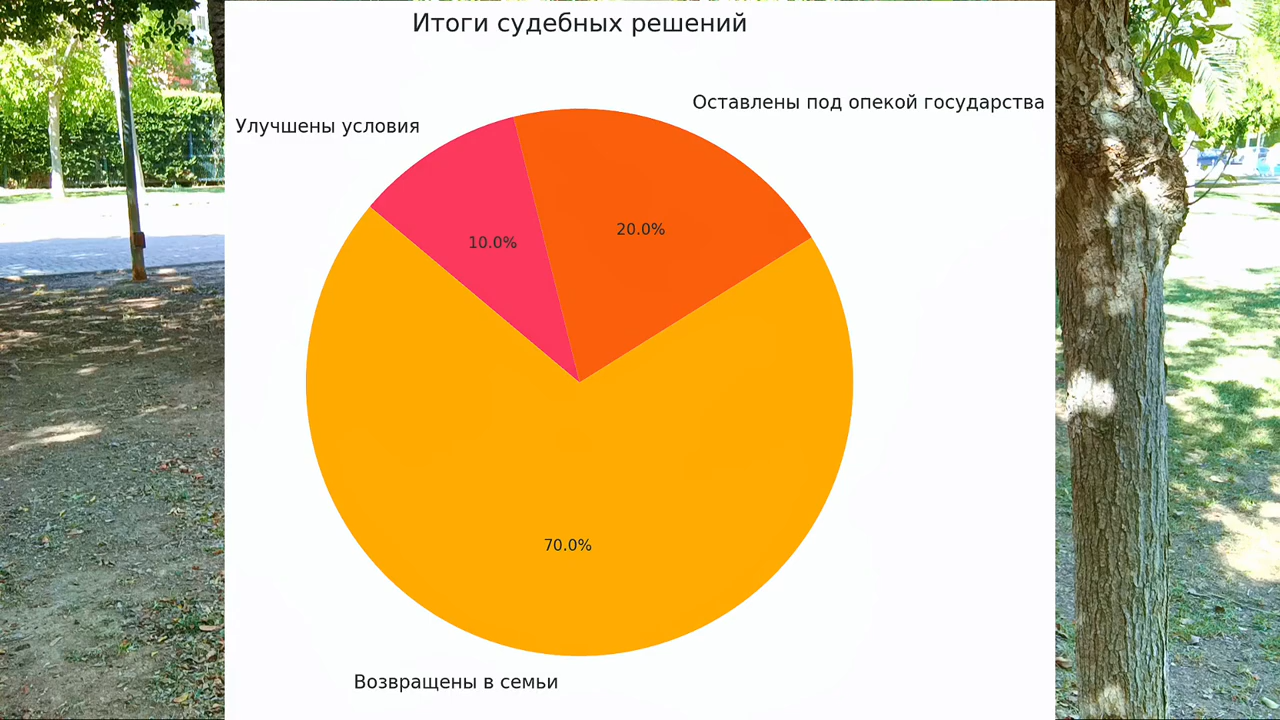 Итоги судебных решений
Оставлены под опекой государства
Улучшены условия
20.0%
10.0%
70.0%
Возвращены в семьи